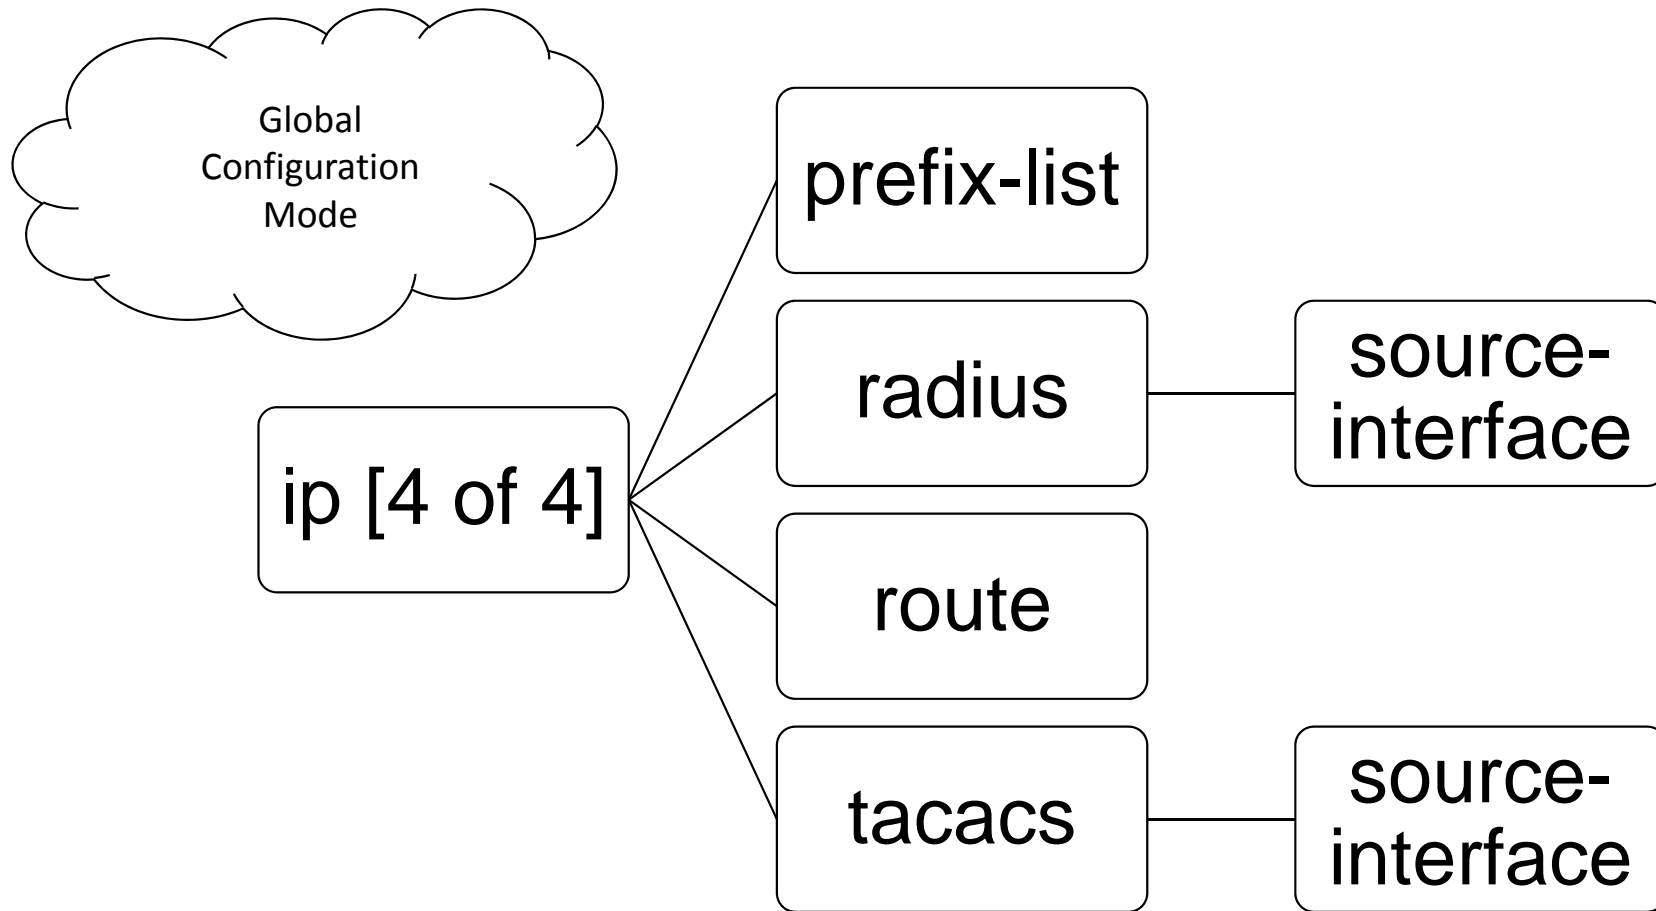 Global
Configuration
Mode
prefix-list
radius
source-
interface
ip [4 of 4]
route
tacacs
source-
interface